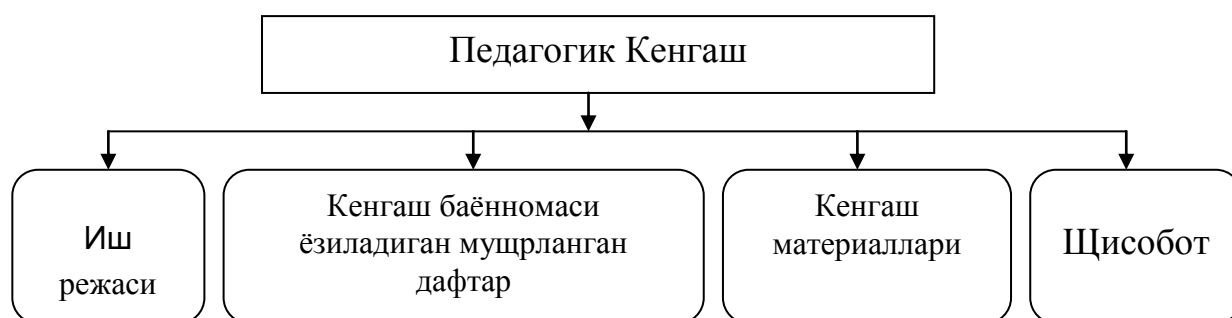 Педагогик Кенгаш
Иш
режаси
Кенгаш баённомаси
ёзиладиган мущрланган
дафтар
Кенгаш
материаллари
Щисобот